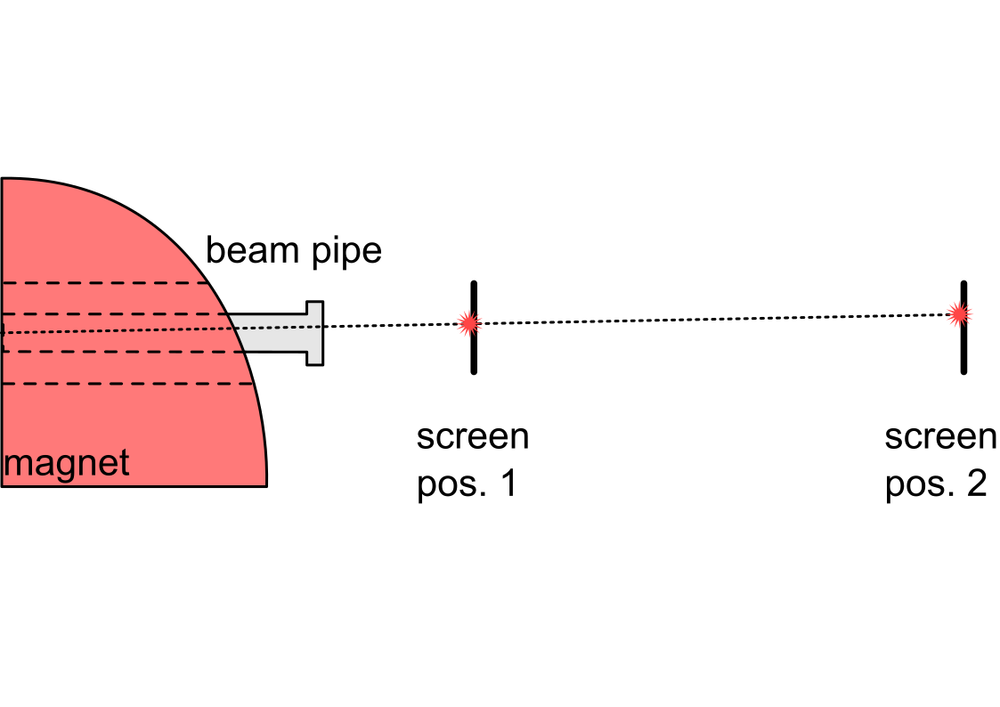 beam pipe
magnet
screen
pos. 1
screen
pos. 2